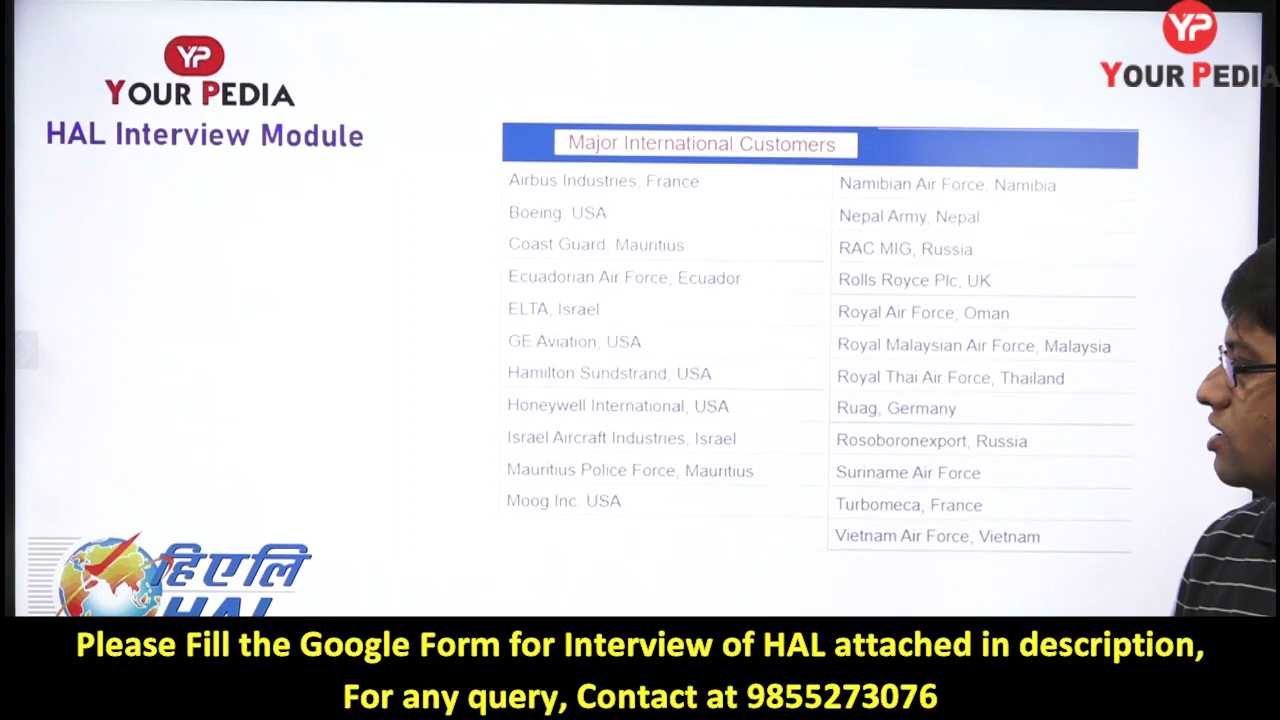 YP
YOUR PEDIA
HAL Interview Module
YP
YOUR PEDIA
Major International Customers
Airbus Industries, France
Boeing, USA
Coast Guard, Mauritius
Ecuadorian Air Force, Ecuador
ELTA, Israel
GE Aviation, USA
Hamilton Sundstrand, USA
Honeywell International, USA
Israel Aircraft Industries, Israel
Mauritius Police Force, Mauritius
Moog Inc. USA
Namibian Air Force, Namibia
Nepal Army, Nepal
RAC MIG, Russia
Rolls Royce Plc, UK
Royal Air Force, Oman
Royal Malaysian Air Force, Malaysia
Royal Thai Air Force, Thailand
Ruag, Germany
Rosoboronexport, Russia
Suriname Air Force
Turbomeca, France
Vietnam Air Force, Vietnam
हिएलि
HAL
Please Fill the Google Form for Interview of HAL attached in description,
For any query, Contact at 9855273076